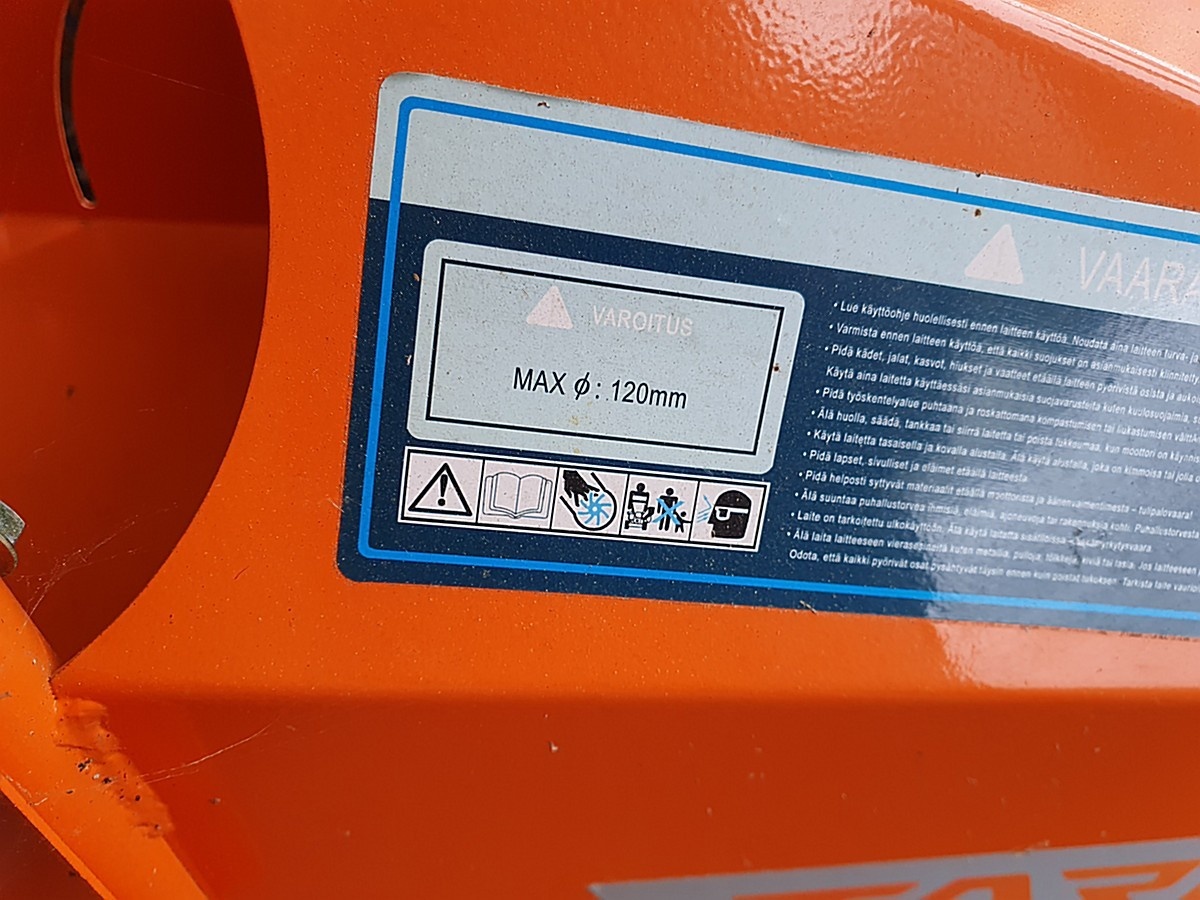 VAARA
VAROITUS
MAX ϕ : 120mm
• Lue käyttöohje huolellisesti ennen laitteen käyttöä. Noudata aina laitteen turva- ja
• Varmista ennen laitteen käyttöä, että kaikki suojukset on asianmukaisesti kiinnitetty
• Pidä kädet, jalat, kasvot, hiukset ja vaatteet etäällä laitteen pyörivistä osista ja
Käytä aina laitetta käyttäessäsi asianmukaisia suojavarusteita kuten kuulosuojaimia,
• Pidä työskentelyalue puhtaana ja roskattomana kompastumisen tai liukastumisen
• Älä huolla, säädä, tankkaa tai siirrä laitetta tai poista tukkeumaa, kun moottori on
• Käytä laitetta tasaisella ja kovalla alustalla. Älä käytä alustalla, joka on kimmoisa tai
• Pidä lapset, sivulliset ja eläimet etäällä laitteesta.
• Pidä helposti syttyvät materiaalit etäällä moottorista ja äänenvaimentimesta – tulipalovaara!
• Älä suuntaa puhallustorvea ihmisiä, eläimiä, ajoneuvoja tai rakennuksia kohti.
• Laite on tarkoitettu ulkokäyttöön. Älä käytä laitetta sisätiloissa –
• Älä laita laitteeseen vierasesineitä kuten metallia, pulloja, tölkkejä, kiviä tai lasia. Jos laitteeseen
Odota, että kaikki pyörivät osat pysähtyvät täysin ennen kuin poistat tukoksen. Tarkista laite